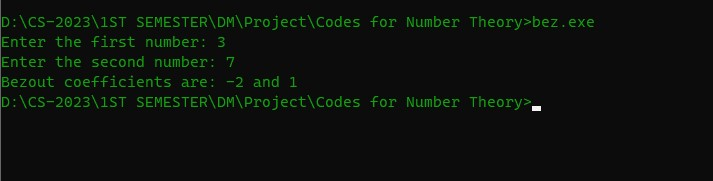 D:\CS-2023\1ST SEMESTER\DM\Project\Codes for Number Theory>bez.exe
Enter the first number: 3
Enter the second number: 7
Bezout coefficients are: -2 and 1
D:\CS-2023\1ST SEMESTER\DM\Project\Codes for Number Theory>